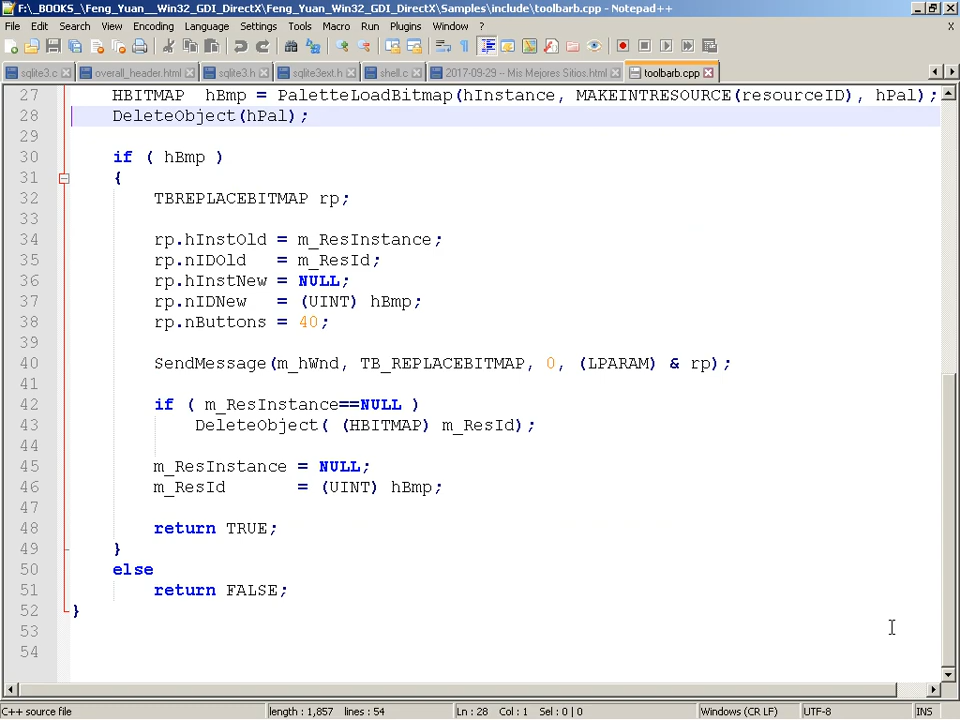 F:\_BOOKS_\Feng_Yuan__Win32_GDI_DirectX\Feng_Yuan_Win32_GDI_DirectX\Samples\include\toolbarb.cpp - Notepad++
File Edit Search View Encoding Language Settings Tools Macro Run Plugins Window ? X
sqlite3.c overall_header.html sqlite3.h sqlite3ext.h shell.c 2017-09-29 -- Mis Mejores Sitios.html toolbarb.cpp
27 HBITMAP hBmp = PaletteLoadBitmap(hInstance, MAKEINTRESOURCE(resourceID), hPal);
28 DeleteObject(hPal);
29
30 if ( hBmp )
31 {
32 TBREPLACEBITMAP rp;
33
34 rp.hInstOld = m_ResInstance;
35 rp.nIDOld = m_ResId;
36 rp.hInstNew = NULL;
37 rp.nIDNew = (UINT) hBmp;
38 rp.nButtons = 40;
39
40 SendMessage(m_hWnd, TB_REPLACEBITMAP, 0, (LPARAM) & rp);
41
42 if ( m_ResInstance==NULL )
43 DeleteObject( (HBITMAP) m_ResId);
44
45 m_ResInstance = NULL;
46 m_ResId = (UINT) hBmp;
47
48 return TRUE;
49 }
50 else
51 return FALSE;
52 }
53
54
C++ source file length : 1,857 lines : 54 Ln : 28 Col : 1 Sel : 0 | 0 Windows (CR LF) UTF-8 INS